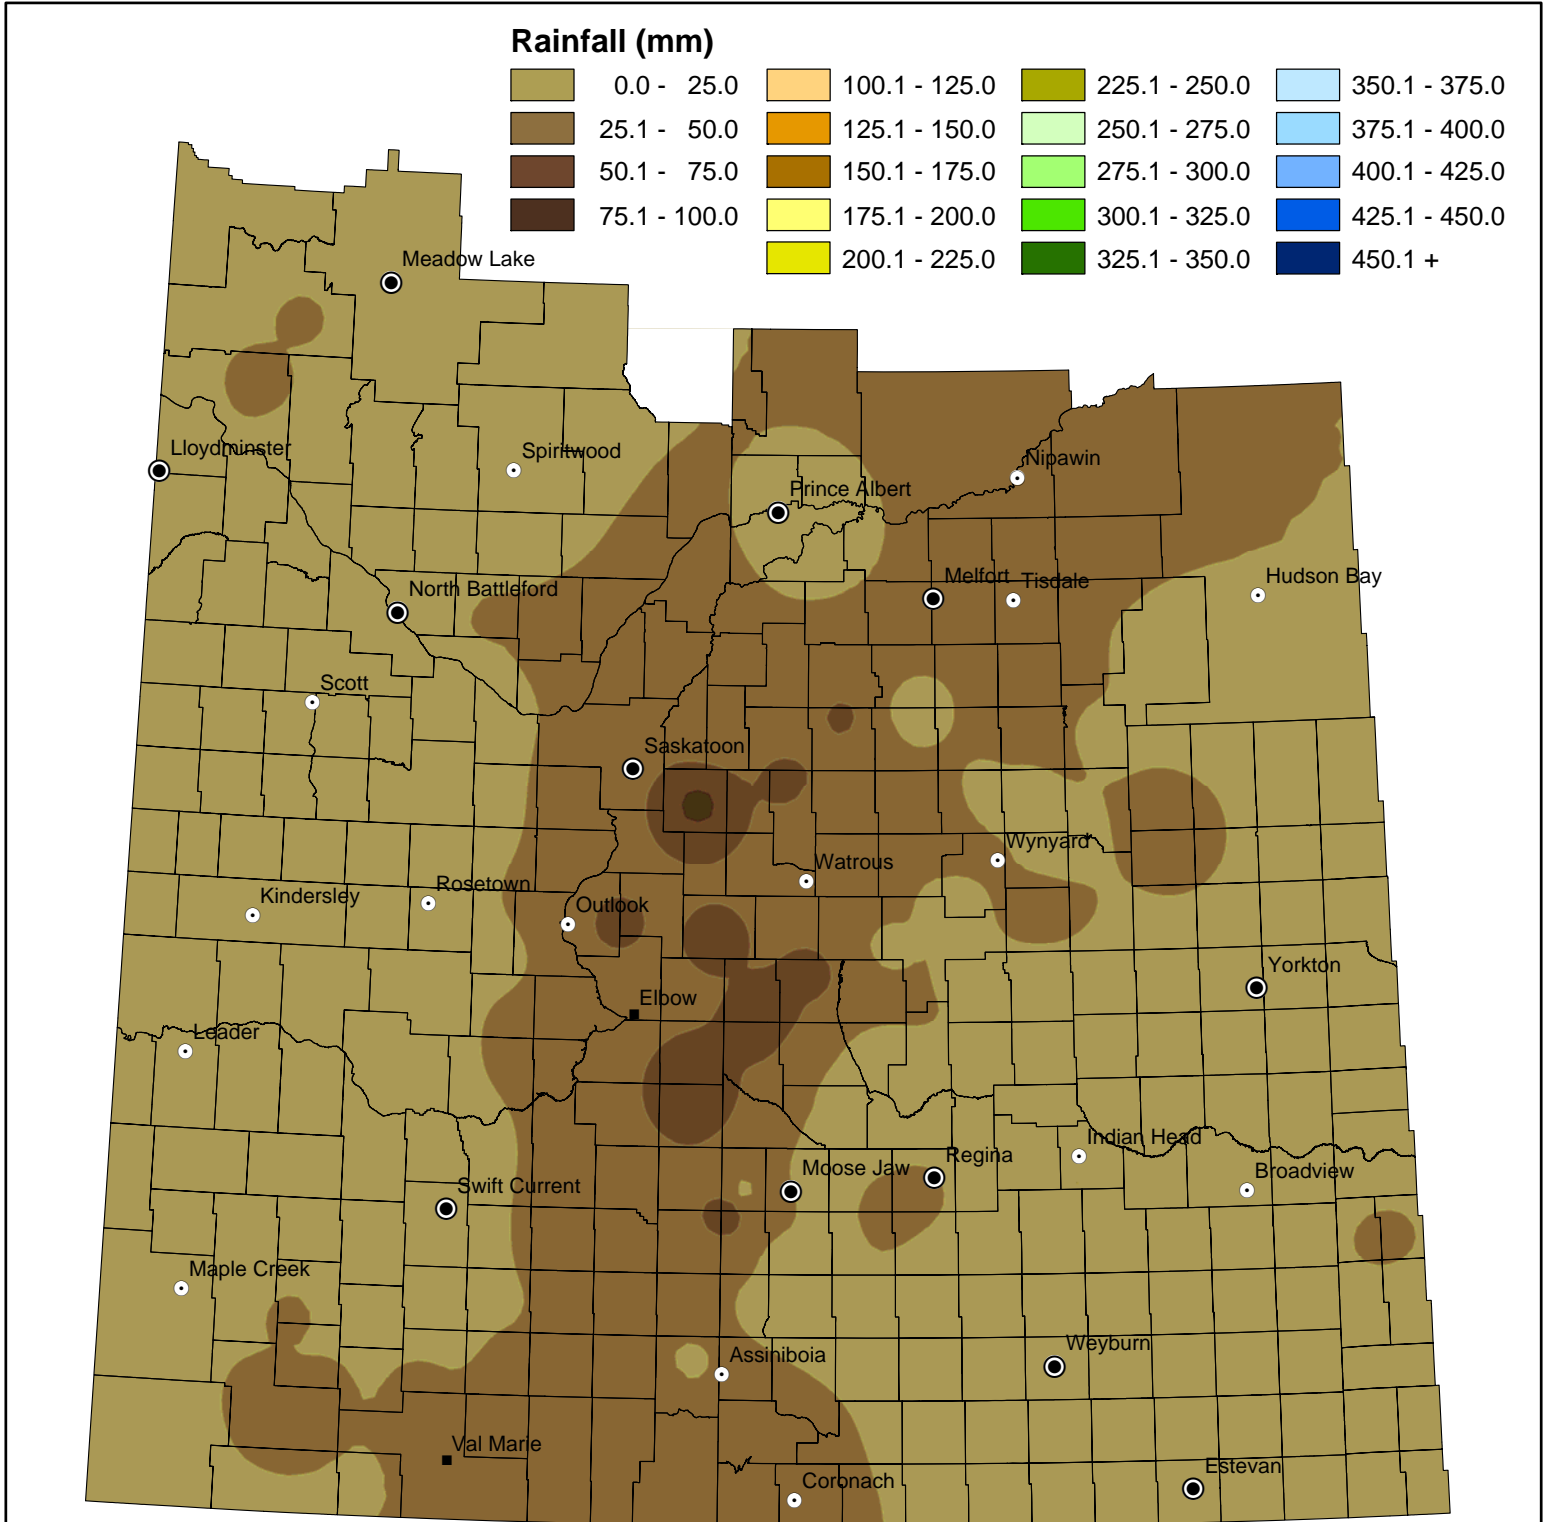 Rainfall (mm)
0.0 - 25.0
25.1 - 50.0
50.1 - 75.0
75.1 - 100.0
100.1 - 125.0
125.1 - 150.0
150.1 - 175.0
175.1 - 200.0
200.1 - 225.0
225.1 - 250.0
250.1 - 275.0
275.1 - 300.0
300.1 - 325.0
325.1 - 350.0
350.1 - 375.0
375.1 - 400.0
400.1 - 425.0
425.1 - 450.0
450.1 +
Meadow Lake
Lloydminster
Spiritwood
Nipawin
Prince Albert
North Battleford
Melfort
Tisdale
Hudson Bay
Scott
Saskatoon
Wynyard
Watrous
Kindersley
Rosetown
Outlook
Yorkton
Elbow
Leader
Indian Head
Regina
Moose Jaw
Broadview
Swift Current
Maple Creek
Weyburn
Assiniboia
Val Marie
Estevan
Coronach